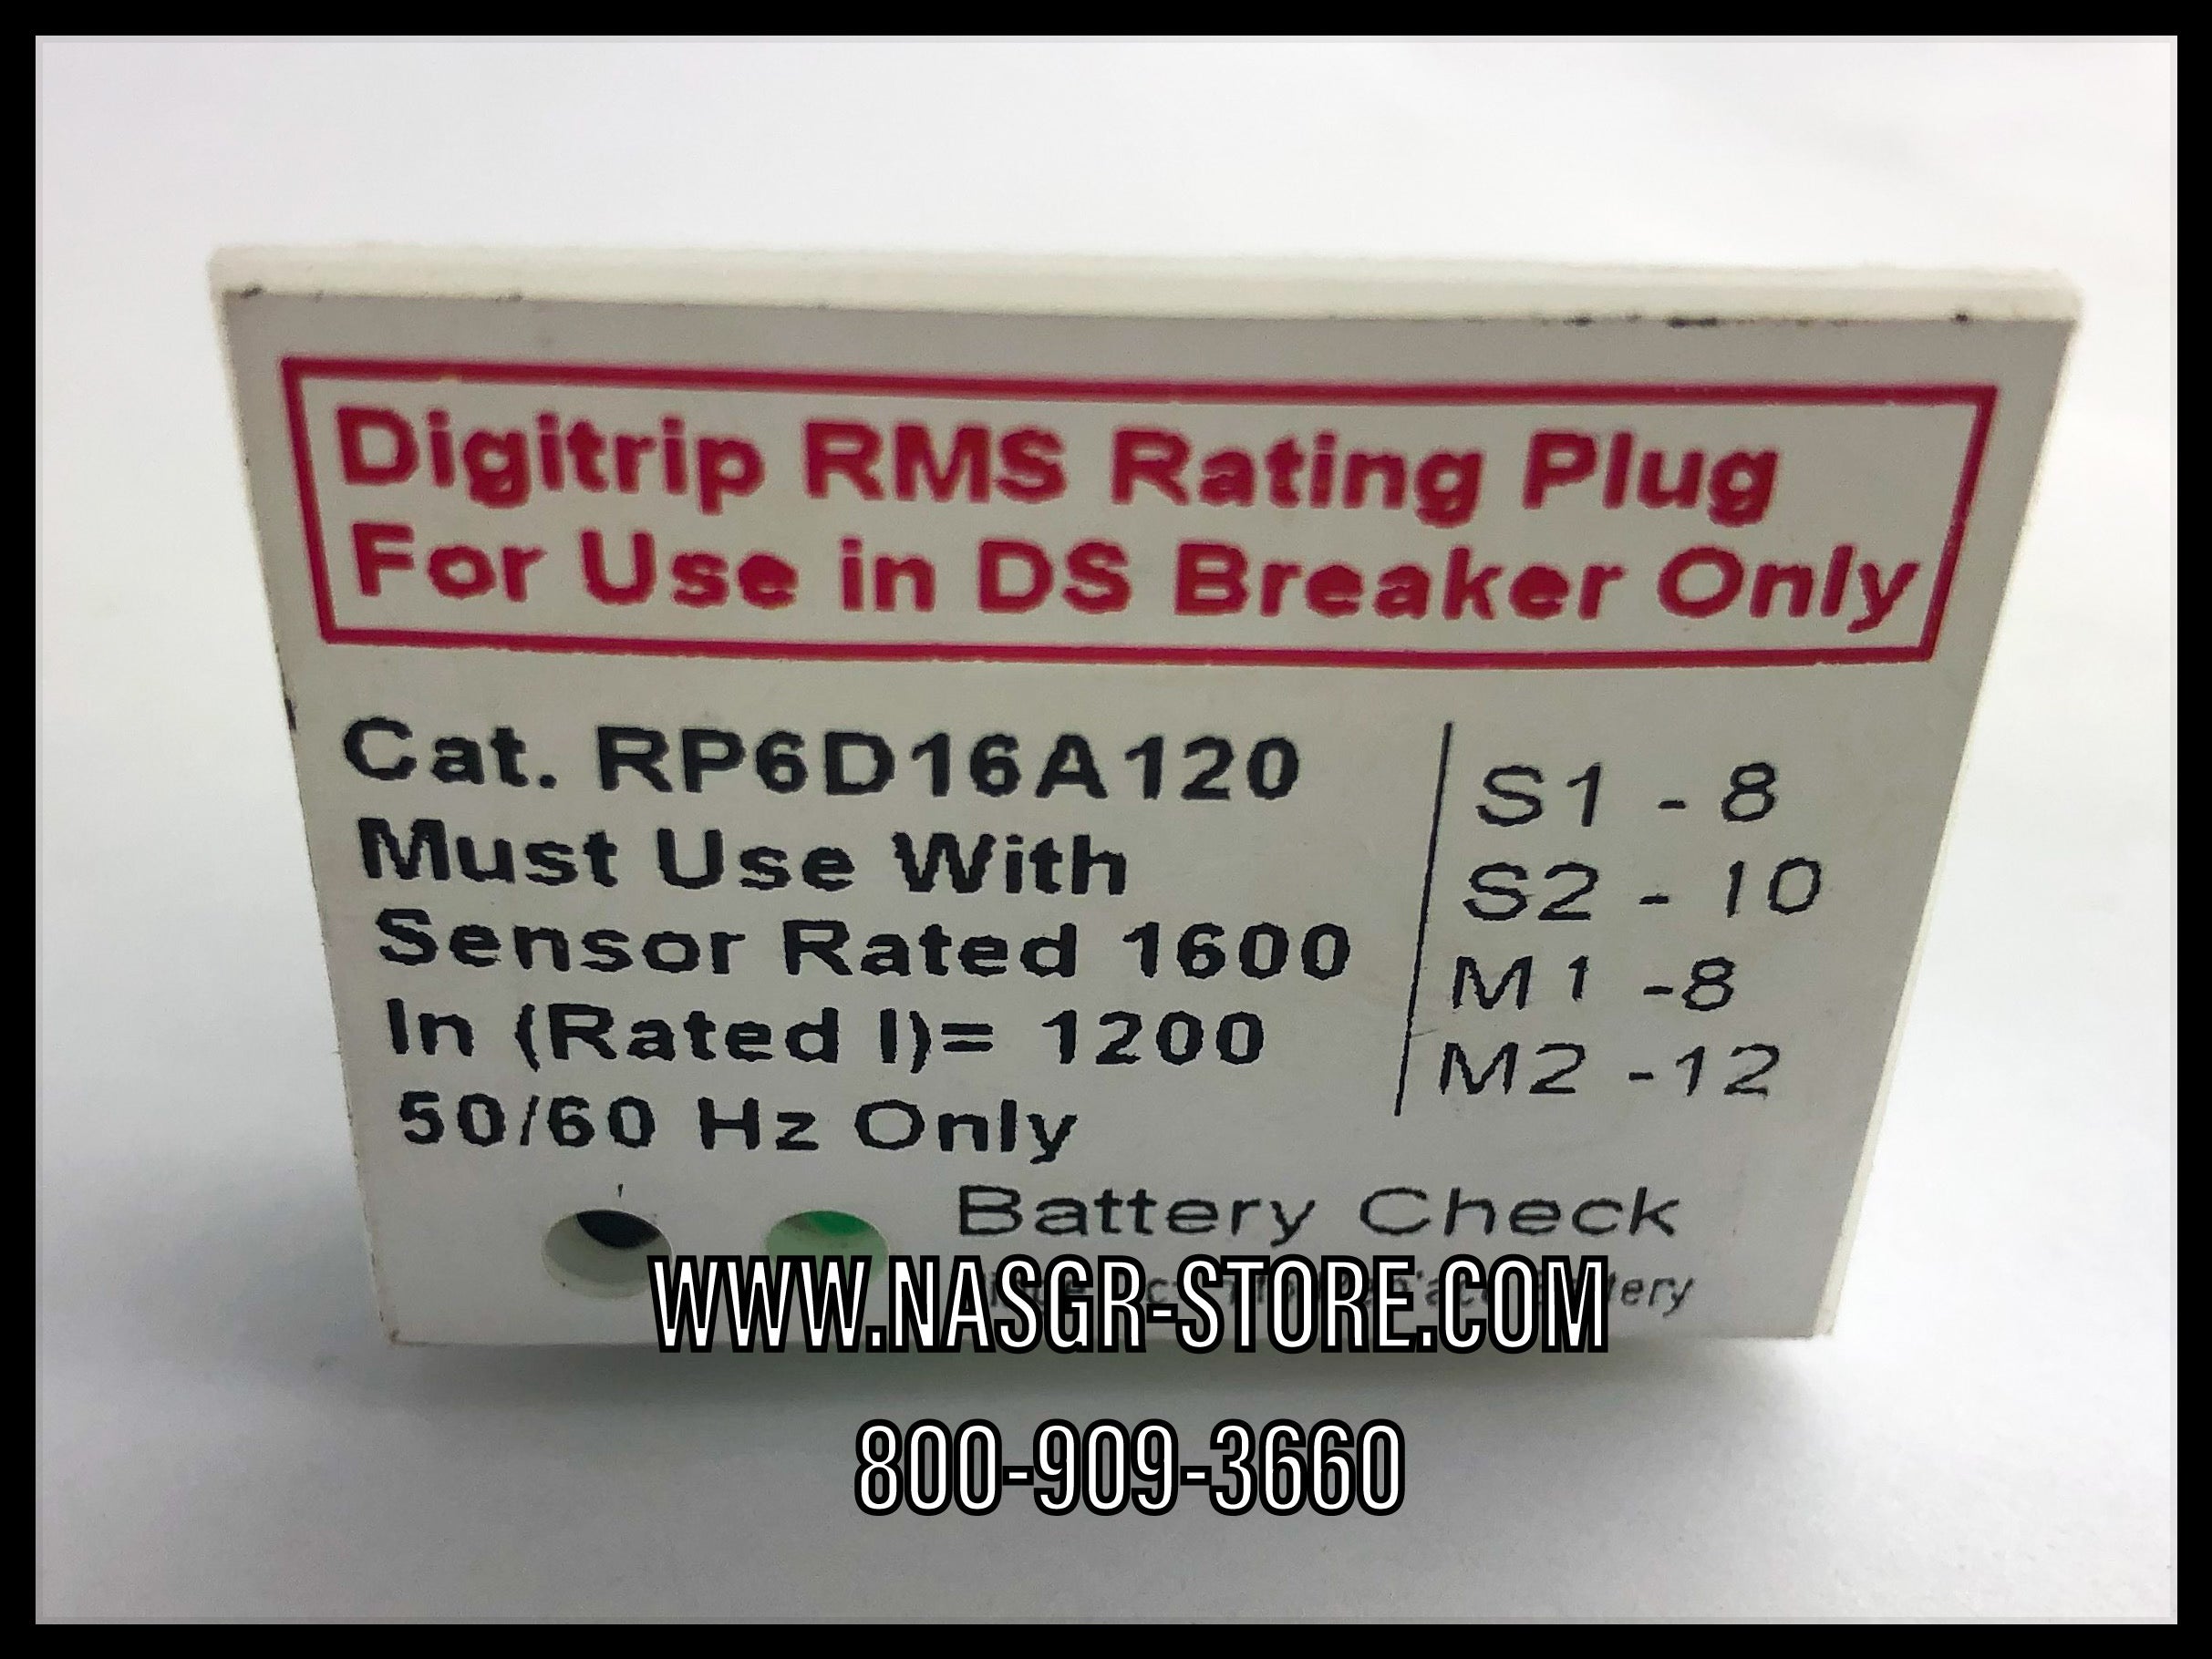 Digitrip RMS Rating Plug
For Use in DS Breaker Only
Cat. RP6D16A120
Must Use With
Sensor Rated 1600
In (Rated I)= 1200
50/60 Hz Only
S1 - 8
S2 - 10
M1 -8
M2 -12
Battery Check
Battery
WWW.NASGR-STORE.COM
800-909-3660